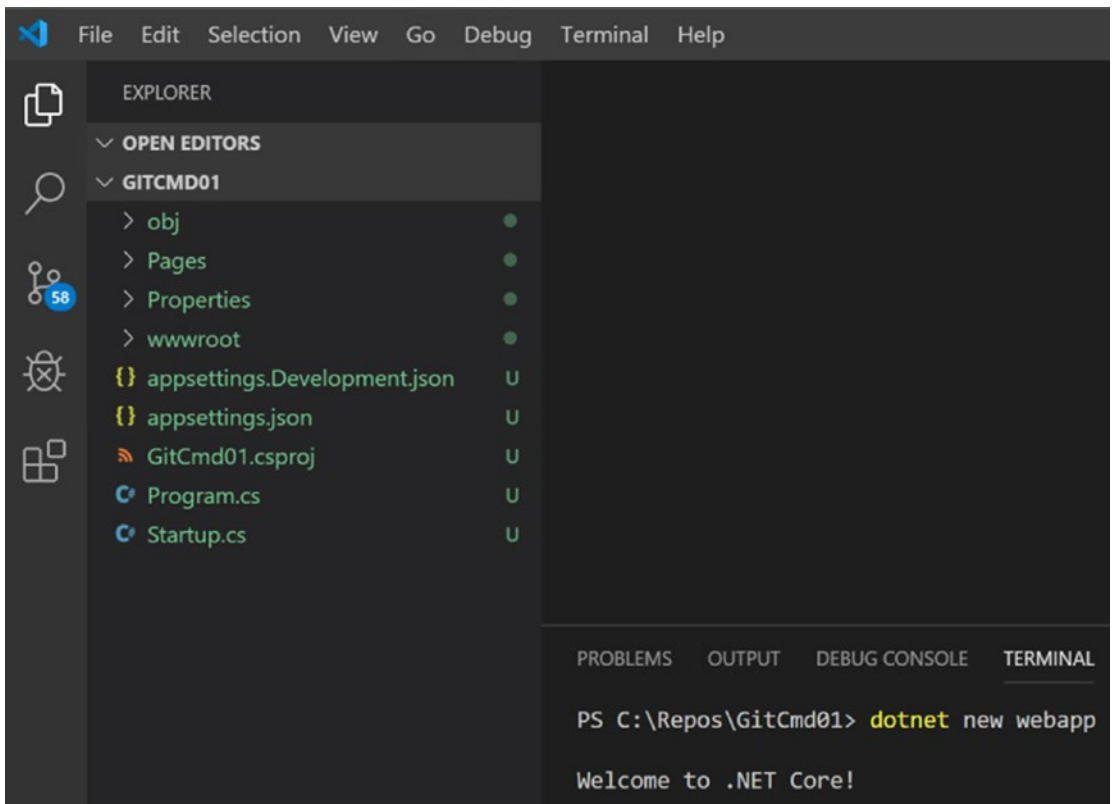 File Edit Selection View Go Debug Terminal Help
EXPLORER
OPEN EDITORS
GITCMD01
obj
Pages
Properties
wwwroot
{} appsettings.Development.json U
{} appsettings.json U
GitCmd01.csproj U
C# Program.cs U
C# Startup.cs U
58
PROBLEMS OUTPUT DEBUG CONSOLE TERMINAL
PS C:\Repos\GitCmd01> dotnet new webapp
Welcome to .NET Core!